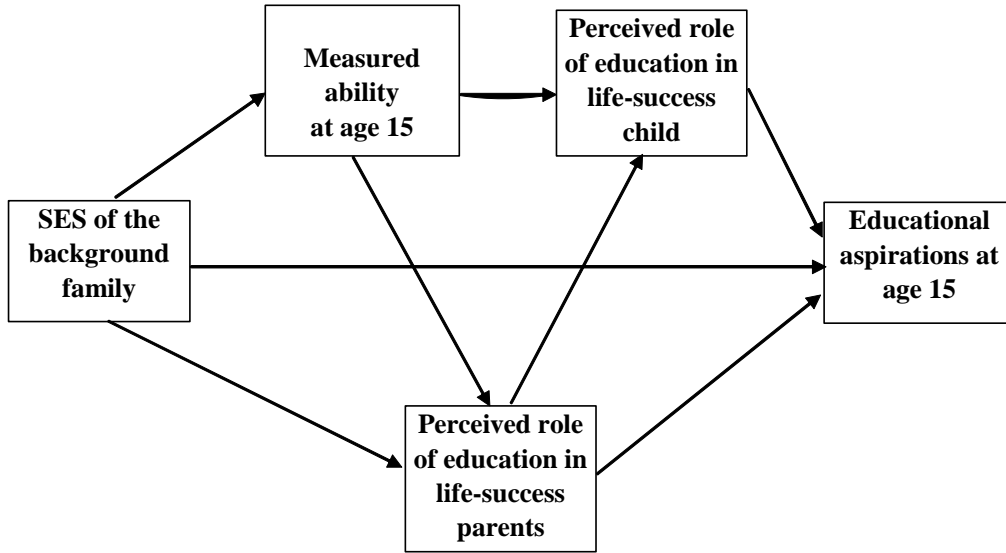 Measured
ability
at age 15
Perceived role
of education in
life-success
child
SES of the
background
family
Educational
aspirations at
age 15
Perceived role
of education in
life-success
parents